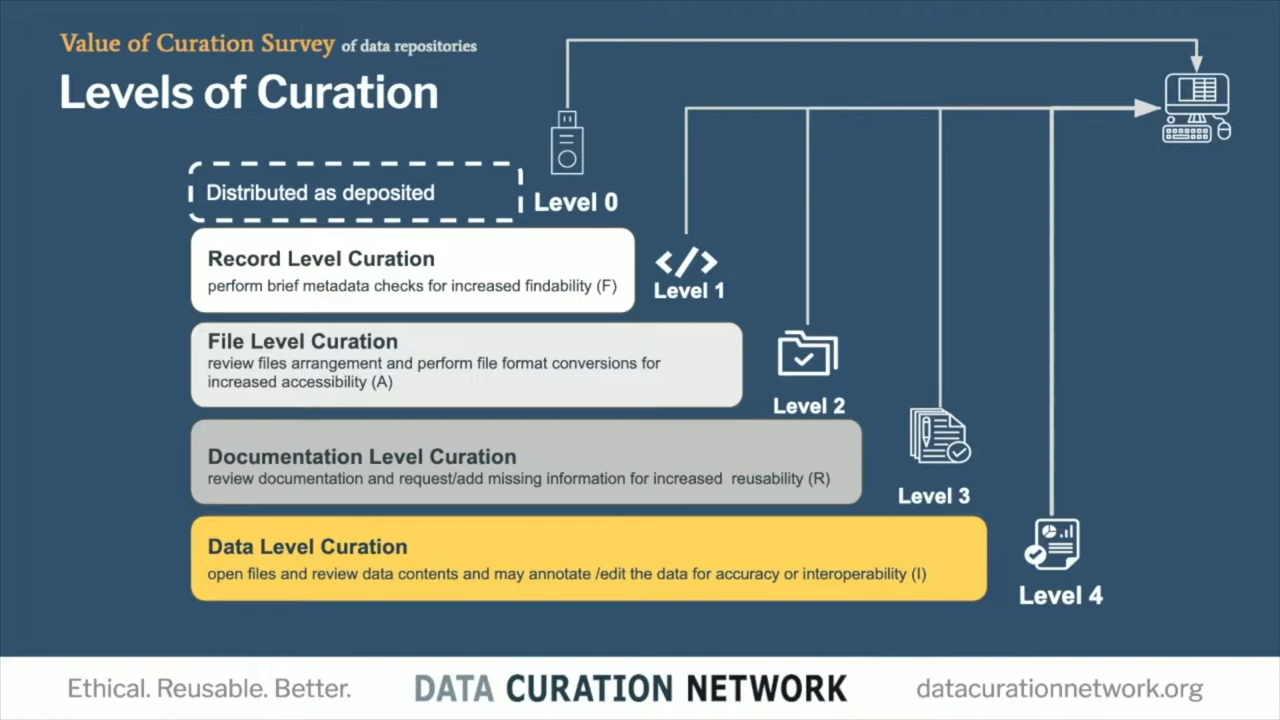 Value of Curation Survey of data repositories
Levels of Curation
Distributed as deposited
Level 0
Record Level Curation
perform brief metadata checks for increased findability (F)
Level 1
File Level Curation
review files arrangement and perform file format conversions for
increased accessibility (A)
Level 2
Documentation Level Curation
review documentation and request/add missing information for increased  reusability (R)
Level 3
Data Level Curation
open files and review data contents and may annotate /edit the data for accuracy or interoperability (I)
Level 4
Ethical. Reusable. Better.
DATA CURATION NETWORK
datacurationnetwork.org